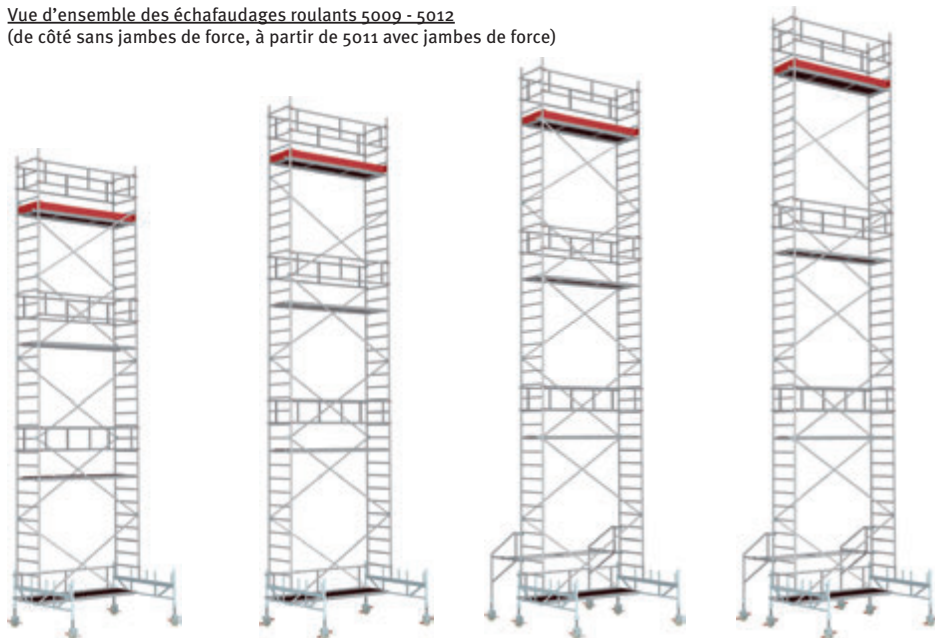 Vue d’ensemble des échafaudages roulants 5009 - 5012
(de côté sans jambes de force, à partir de 5011 avec jambes de force)